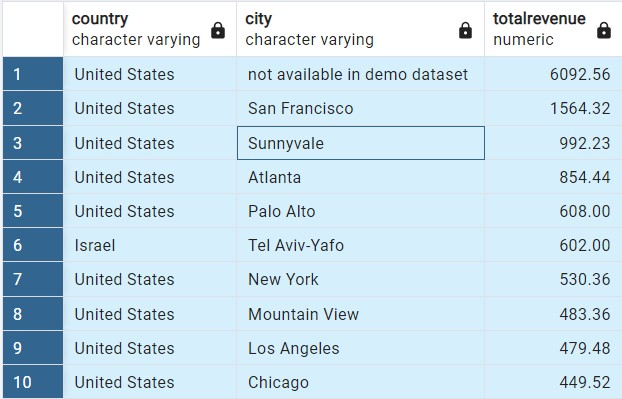 country city totalrevenue
character varying character varying numeric
1 United States not available in demo dataset 6092.56
2 United States San Francisco 1564.32
3 United States Sunnyvale 992.23
4 United States Atlanta 854.44
5 United States Palo Alto 608.00
6 Israel Tel Aviv-Yafo 602.00
7 United States New York 530.36
8 United States Mountain View 483.36
9 United States Los Angeles 479.48
10 United States Chicago 449.52